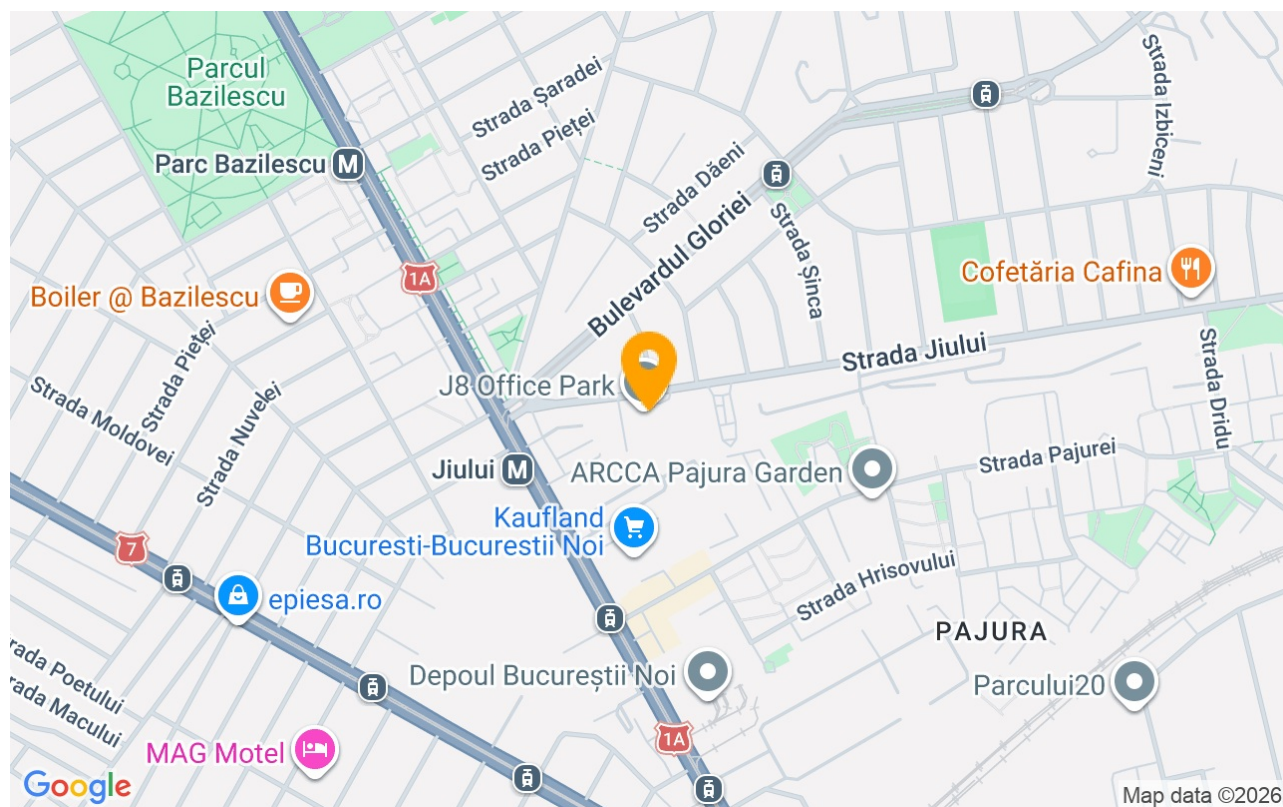 Parcul
Bazilescu
Parc Bazilescu
M
Strada Șaradei
Strada Pieței
Strada Izbiceni
Strada Dăeni
Bulevardul Gloriei
Strada Șinca
1A
Boiler @ Bazilescu
Cofetăria Cafina
Strada Pieței
Strada Nuvelei
Strada Moldovei
J8 Office Park
Strada Jiului
Strada Dridu
Jiului
M
ARCCA Pajura Garden
Strada Pajurei
Kaufland
Bucuresti-Bucurestii Noi
7
epiesa.ro
Strada Hrisovului
PAJURA
rada Poetului
rada Macului
Depoul Bucureștii Noi
Parcului20
MAG Motel
1A
Google
Map data ©2026